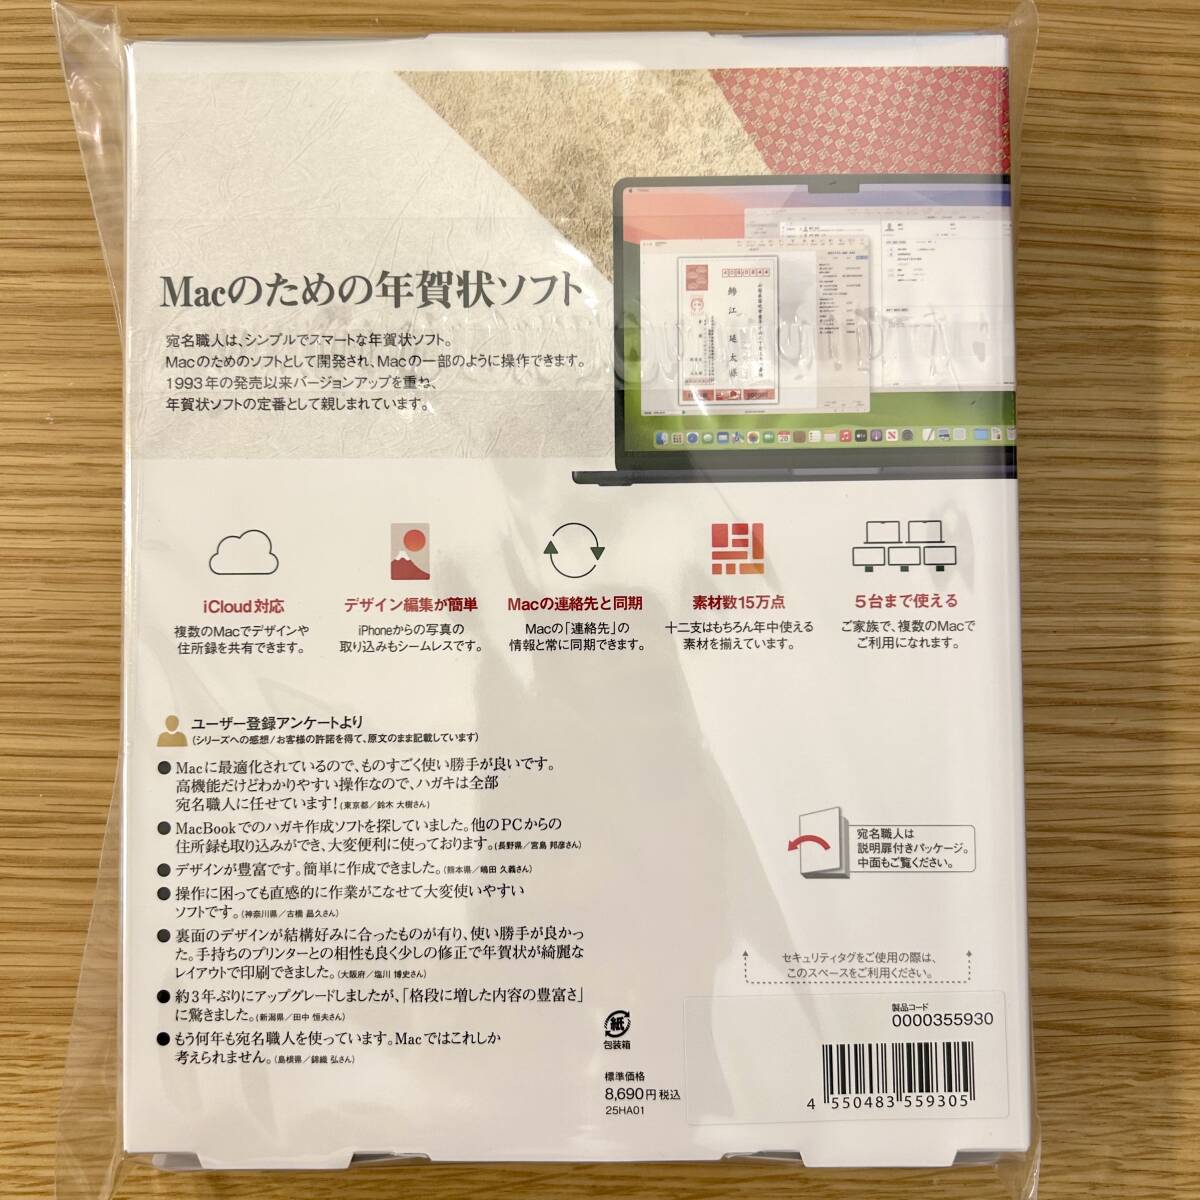 Macのための年賀状ソフト
宛名職人は、シンプルでスマートな年賀状ソフト。
Macのためのソフトとして開発され、Macの一部のように操作できます。
1993年の発売以来バージョンアップを重ね、
年賀状ソフトの定番として親しまれています。
iCloud対応
複数のMacでデザインや
住所録を共有できます。
デザイン編集が簡単
iPhoneからの写真の
取り込みもシームレスです。
Macの連絡先と同期
Macの「連絡先」の
情報と常に同期できます。
素材数15万点
十二支はもちろん年中使える
素材を揃えています。
5台まで使える
ご家族で、複数のMacで
ご利用になれます。
ユーザー登録アンケートより
(シリーズへの感想/お客様の許諾を得て、原文のまま記載しています)
●Macに最適化されているので、ものすごく使い勝手が良いです。
高機能だけどわかりやすい操作なので、ハガキは全部
宛名職人に任せています!(東京都/鈴木 大樹さん)
●MacBookでのハガキ作成ソフトを探していました。他のPCからの
住所録も取り込みができ、大変便利に使っております。(長野県/宮島 邦彦さん)
●デザインが豊富です。簡単に作成できました。(熊本県/嶋田 久義さん)
●操作に困っても直感的に作業がこなせて大変使いやすい
ソフトです。(神奈川県/古橋 昌久さん)
●裏面のデザインが結構好みに合ったものが有り、使い勝手が良かっ
た。手持ちのプリンターとの相性も良く少しの修正で年賀状が綺麗な
レイアウトで印刷できました。(大阪府/塩川 博史さん)
●約3年ぶりにアップグレードしましたが、「格段に増した内容の豊富さ」
に驚きました。(新潟県/田中 恒夫さん)
●もう何年も宛名職人を使っています。Macではこれしか
考えられません。(島根県/錦織 弘さん)
宛名職人は
説明扉付きパッケージ。
中面もご覧ください。
セキュリティタグをご使用の際は、
このスペースをご利用ください。
紙
包装箱
標準価格
8,690円税込
25HA01
製品コード
0000355930
4 550483 559305